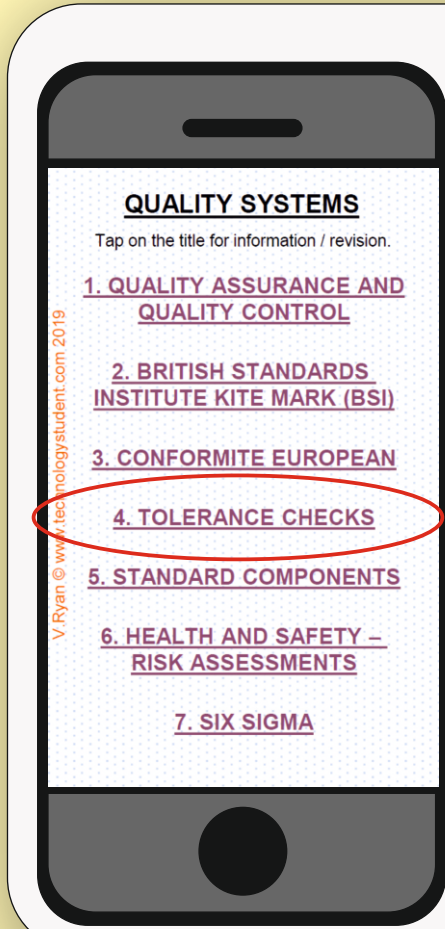 QUALITY SYSTEMS
Tap on the title for information / revision.
1. QUALITY ASSURANCE AND
QUALITY CONTROL
2. BRITISH STANDARDS
INSTITUTE KITE MARK (BSI)
3. CONFORMITE EUROPEAN
4. TOLERANCE CHECKS
5. STANDARD COMPONENTS
6. HEALTH AND SAFETY –
RISK ASSESSMENTS
7. SIX SIGMA
V.Ryan © www.technologystudent.com 2019